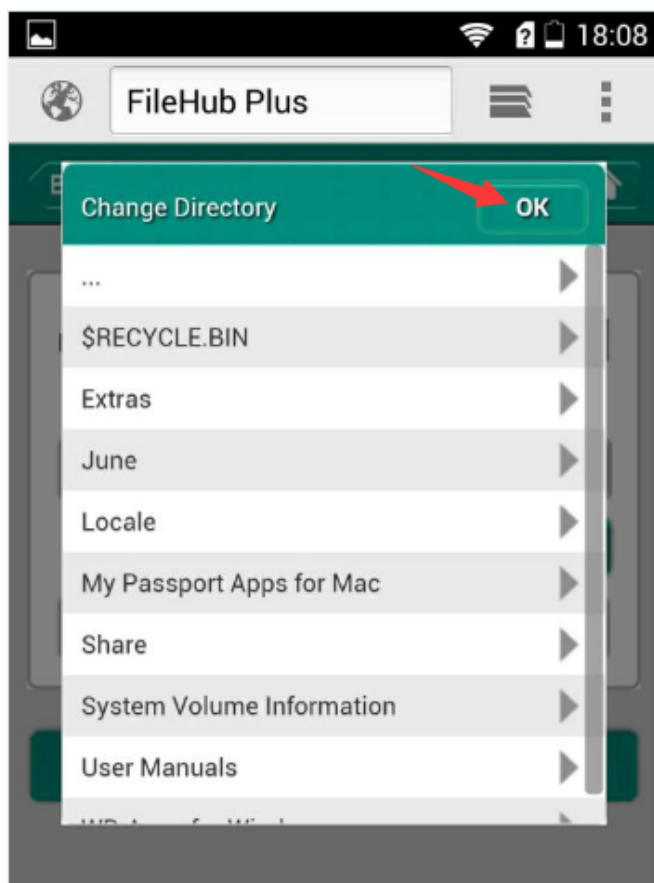 18:08
FileHub Plus
Change Directory OK
...
$RECYCLE.BIN
Extras
June
Locale
My Passport Apps for Mac
Share
System Volume Information
User Manuals